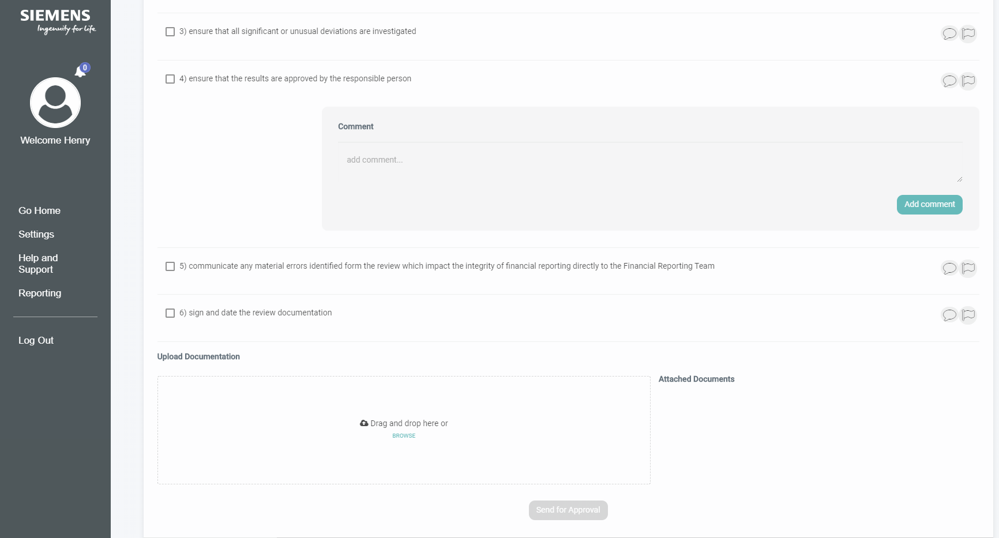 SIEMENS
Ingenuity for life
0
Welcome Henry
Go Home
Settings
Help and
Support
Reporting
Log Out
3) ensure that all significant or unusual deviations are investigated
4) ensure that the results are approved by the responsible person
Comment
add comment...
Add comment
5) communicate any material errors identified form the review which impact the integrity of financial reporting directly to the Financial Reporting Team
6) sign and date the review documentation
Upload Documentation
Drag and drop here or
BROWSE
Attached Documents
Send for Approval